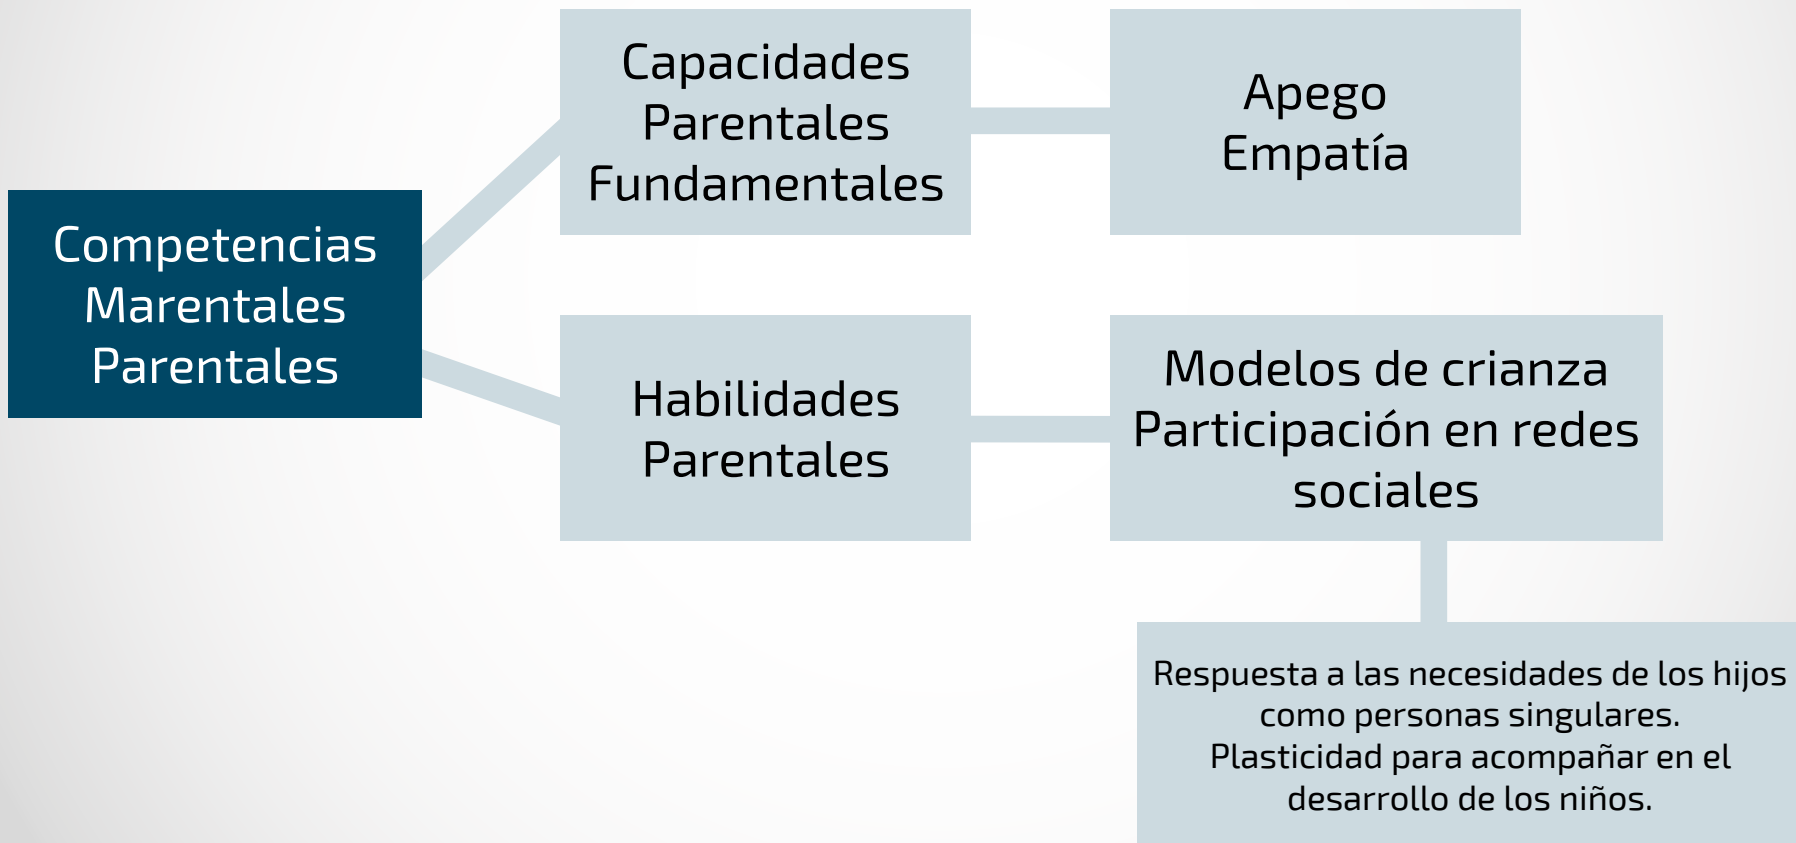 Competencias
Marentales
Parentales
Capacidades
Parentales
Fundamentales
Apego
Empatía
Habilidades
Parentales
Modelos de crianza
Participación en redes
sociales
Respuesta a las necesidades de los hijos
como personas singulares.
Plasticidad para acompañar en el
desarrollo de los niños.